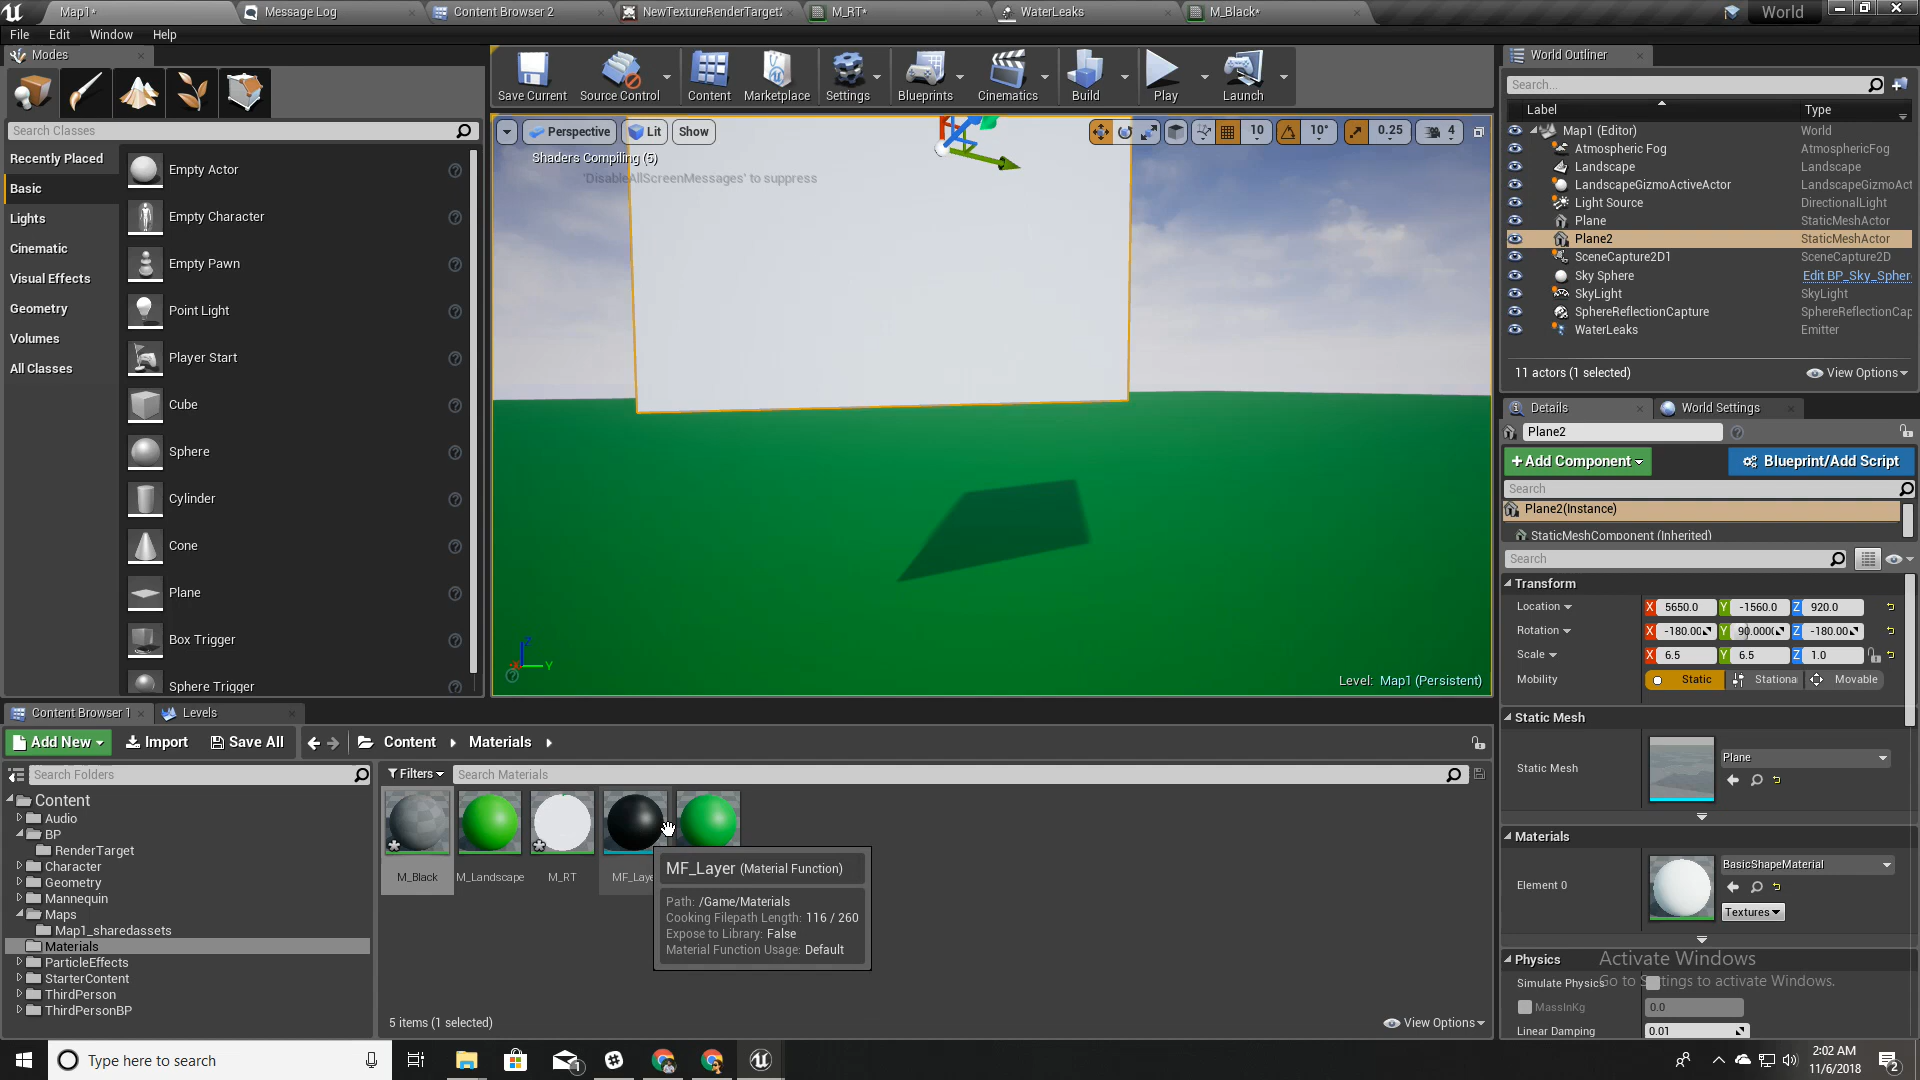 Map1*
Message Log
Content Browser 2
NewTextureRenderTarget2
M_RT*
WaterLeaks
M_Black*
World
File Edit Window Help
Modes
Search Classes
Recently Placed
Basic
Lights
Cinematic
Visual Effects
Geometry
Volumes
All Classes
Empty Actor
Empty Character
Empty Pawn
Point Light
Player Start
Cube
Sphere
Cylinder
Cone
Plane
Box Trigger
Sphere Trigger
Save Current
Source Control
Content
Marketplace
Settings
Blueprints
Cinematics
Build
Play
Launch
Perspective
Lit
Show
10
10°
0.25
4
Shaders Compiling (5)
'DisableAllScreenMessages' to suppress
Z
X
Y
Level: Map1 (Persistent)
World Outliner
Search...
Label Type
Map1 (Editor) World
Atmospheric Fog AtmosphericFog
Landscape Landscape
LandscapeGizmoActiveActor LandscapeGizmoAct
Light Source DirectionalLight
Plane StaticMeshActor
Plane2 StaticMeshActor
SceneCapture2D1 SceneCapture2D
Sky Sphere Edit BP_Sky_Spher
SkyLight SkyLight
SphereReflectionCapture SphereReflectionCap
WaterLeaks Emitter
11 actors (1 selected)
View Options
Details
World Settings
Plane2
+Add Component
Blueprint/Add Script
Search
Plane2(Instance)
StaticMeshComponent (Inherited)
Search
Transform
Location X 5650.0 Y -1560.0 Z 920.0
Rotation X -180.00 Y 90.0000 Z -180.00
Scale X 6.5 Y 6.5 Z 1.0
Mobility Static Stationa Movable
Static Mesh
Static Mesh
Plane
Materials
Element 0
BasicShapeMaterial
Textures
Physics
Simulate Physics
MassInKg 0.0
Linear Damping 0.01
Activate Windows
Go to Settings to activate Windows.
Content Browser 1
Levels
Add New
Import
Save All
Content
Materials
Search Folders
Filters
Search Materials
Content
Audio
BP
RenderTarget
Character
Geometry
Mannequin
Maps
Map1_sharedassets
Materials
ParticleEffects
StarterContent
ThirdPerson
ThirdPersonBP
M_Black
M_Landscape
M_RT
MF_Laye
MF_Layer (Material Function)
Path: /Game/Materials
Cooking Filepath Length: 116 / 260
Expose to Library: False
Material Function Usage: Default
5 items (1 selected)
View Options
Type here to search
1
2:02 AM
11/6/2018
2